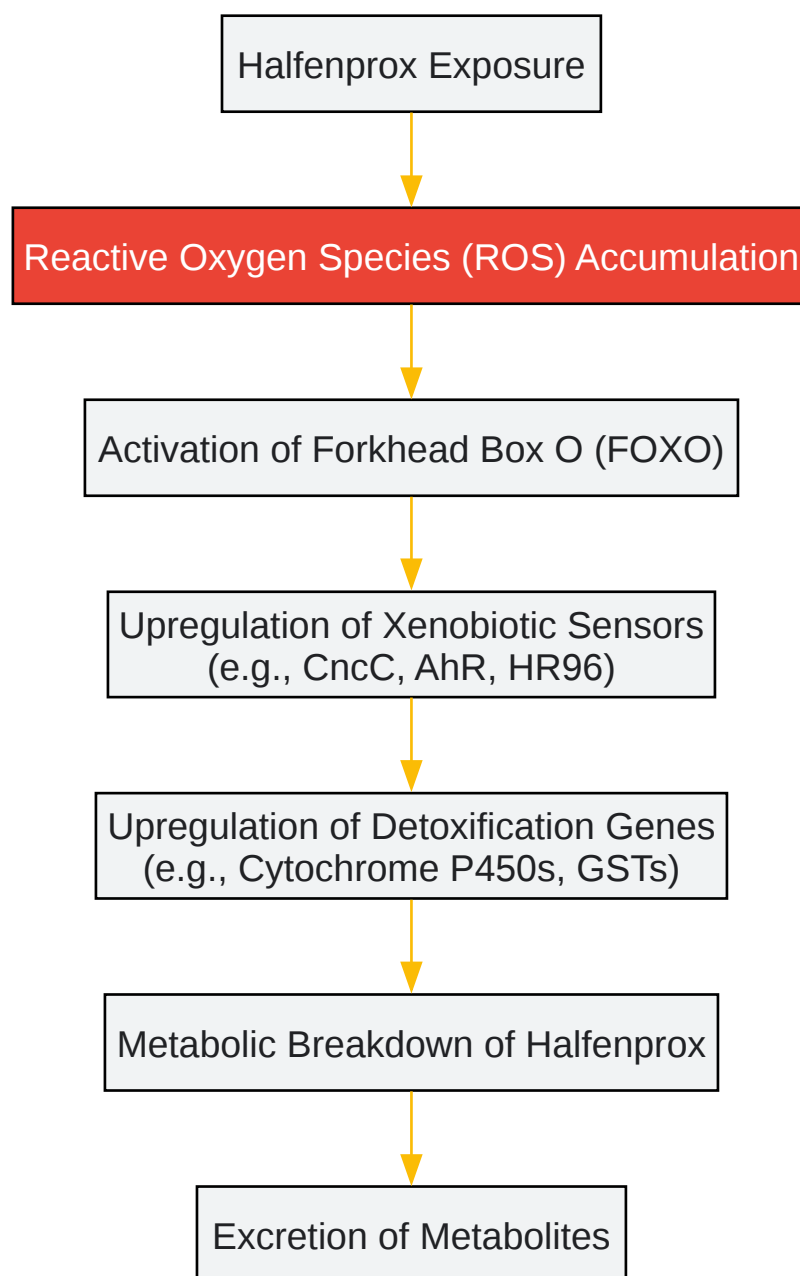 Halfenprox Exposure
Reactive Oxygen Species (ROS) Accumulation
Activation of Forkhead Box O (FOXO)
Upregulation of Xenobiotic Sensors
(e.g., CncC, AhR, HR96)
Upregulation of Detoxification Genes
(e.g., Cytochrome P450s, GSTs)
Metabolic Breakdown of Halfenprox
Excretion of Metabolites